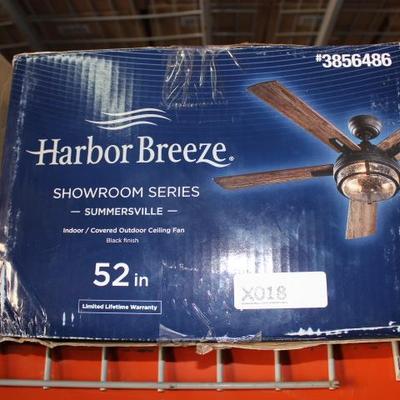 #3856486
Harbor Breeze®
SHOWROOM SERIES
— SUMMERSVILLE —
Indoor / Covered Outdoor Ceiling Fan
Black finish
52 in
X018
Limited Lifetime Warranty